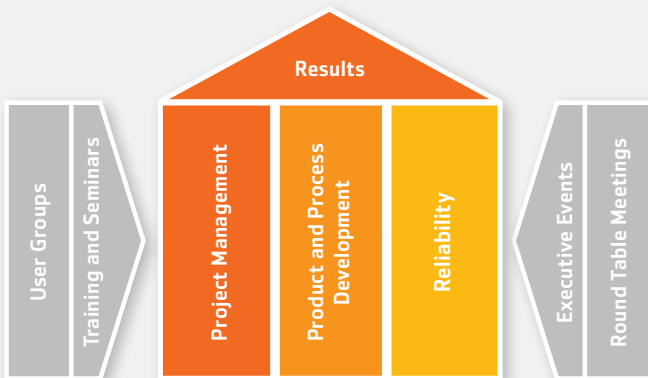 Results
User Groups
Training and Seminars
Project Management
Product and Process
Development
Reliability
Executive Events
Round Table Meetings